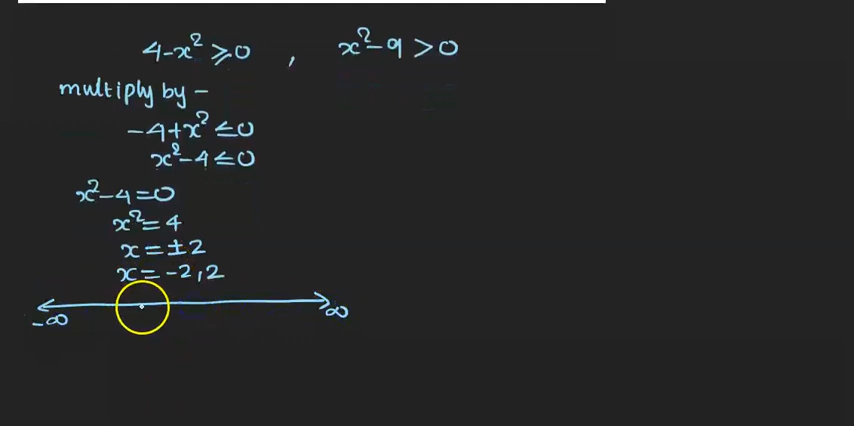 4-x²⩾0 , x²-9>0
multiply by -
-4+x²≤0
x²-4≤0
x²-4=0
x²=4
x=±2
x=-2,2
-∞ ∞